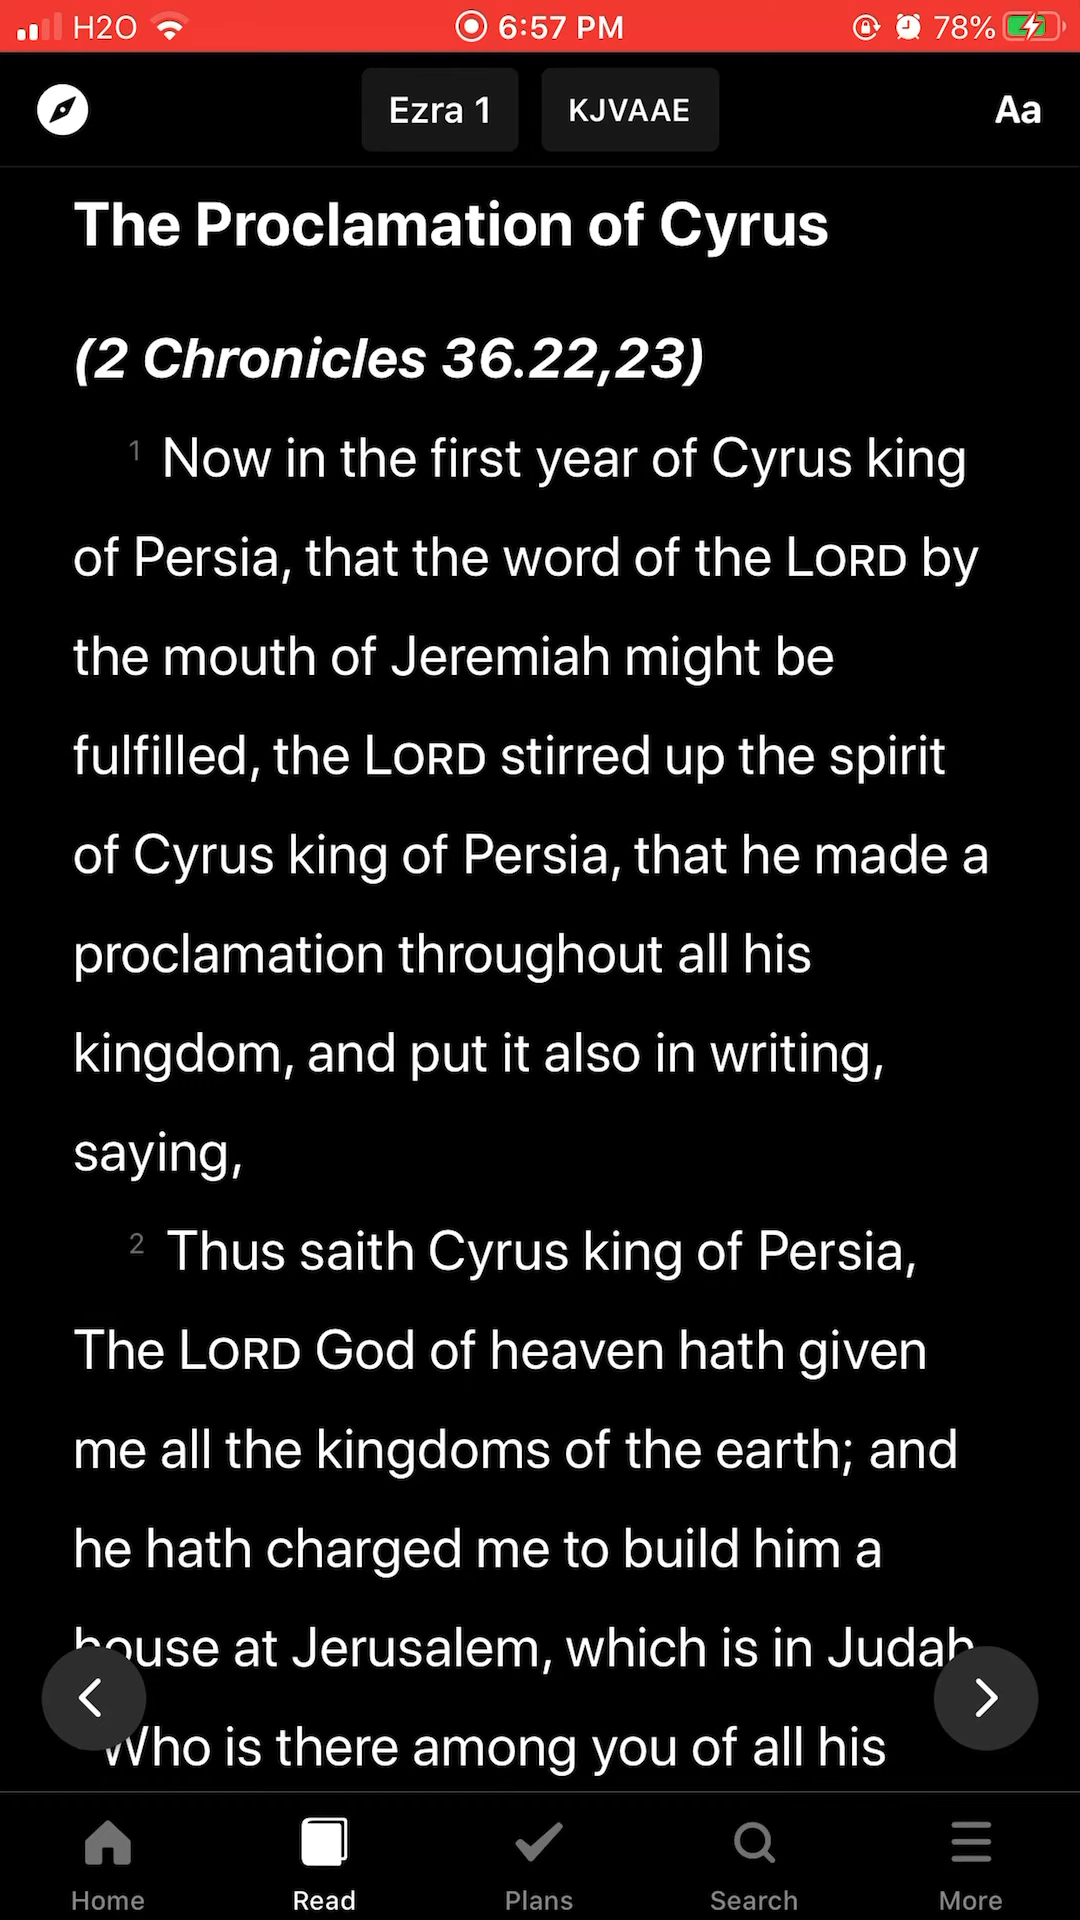 H2O 6:57 PM 78%
Ezra 1 KJVAAE Aa
The Proclamation of Cyrus
(2 Chronicles 36.22,23)
1 Now in the first year of Cyrus king
of Persia, that the word of the LORD by
the mouth of Jeremiah might be
fulfilled, the LORD stirred up the spirit
of Cyrus king of Persia, that he made a
proclamation throughout all his
kingdom, and put it also in writing,
saying,
2 Thus saith Cyrus king of Persia,
The LORD God of heaven hath given
me all the kingdoms of the earth; and
he hath charged me to build him a
house at Jerusalem, which is in Judah
Who is there among you of all his
Home Read Plans Search More